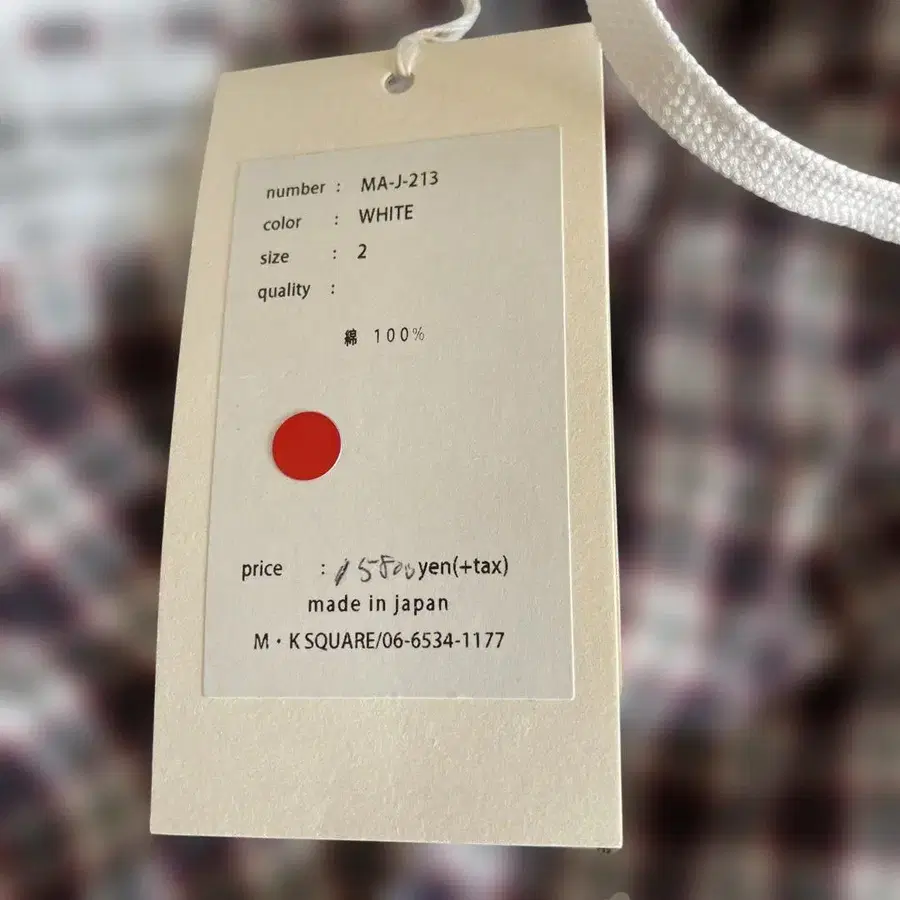 number : MA-J-213
color : WHITE
size : 2
quality :
綿 100%
price : 15800yen(+tax)
made in japan
M・K SQUARE/06-6534-1177